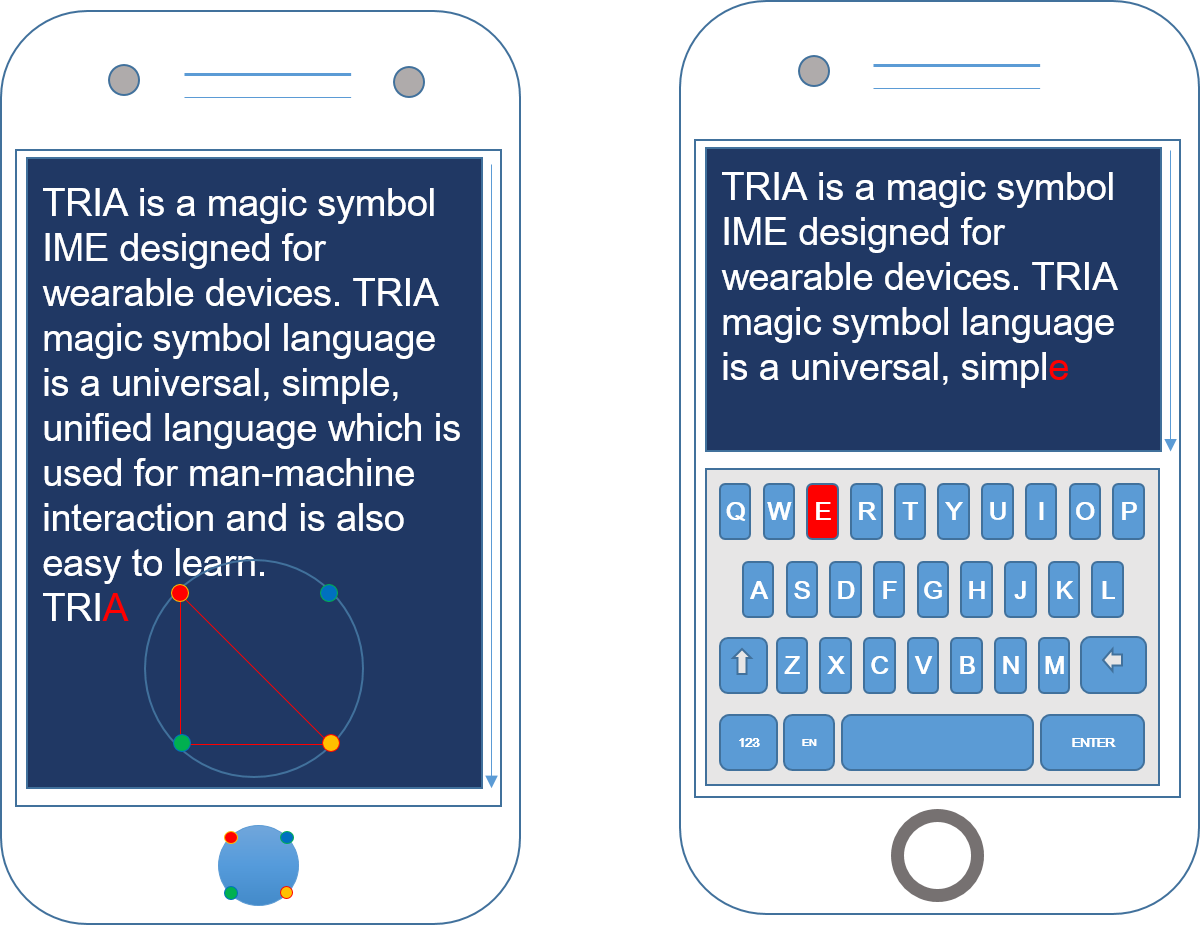 TRIA is a magic symbol
IME designed for
wearable devices. TRIA
magic symbol language
is a universal, simple,
unified language which is
used for man-machine
interaction and is also
easy to learn.
TRIA
TRIA is a magic symbol
IME designed for
wearable devices. TRIA
magic symbol language
is a universal, simple
Q W E R T Y U I O P
A S D F G H J K L
Z X C V B N M
123 EN ENTER